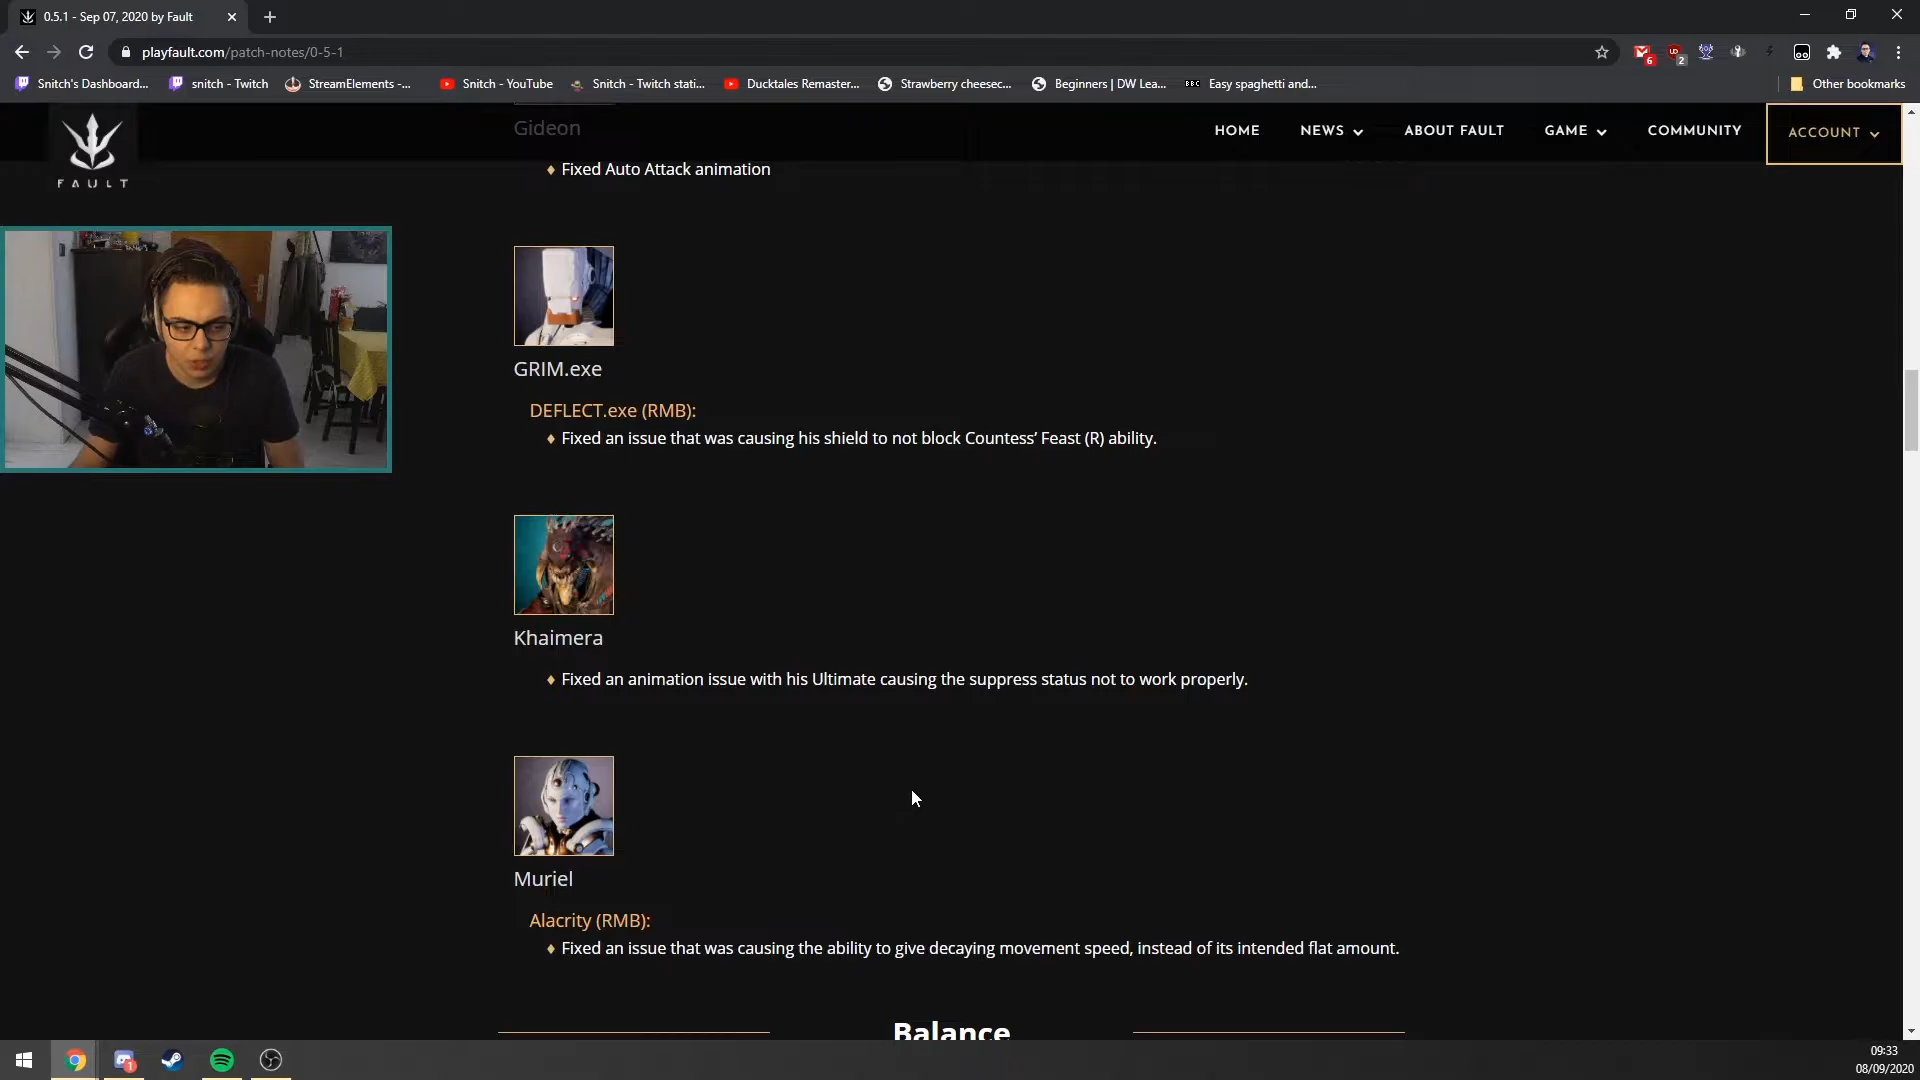 0.5.1 - Sep 07, 2020 by Fault
playfault.com/patch-notes/0-5-1
6
2
Snitch's Dashboard...
snitch - Twitch
StreamElements -...
Snitch - YouTube
Snitch - Twitch stati...
Ducktales Remaster...
Strawberry cheesec...
Beginners | DW Lea...
BBC Easy spaghetti and...
Other bookmarks
FAULT
HOME
NEWS
ABOUT FAULT
GAME
COMMUNITY
ACCOUNT
Gideon
Fixed Auto Attack animation
GRIM.exe
DEFLECT.exe (RMB):
Fixed an issue that was causing his shield to not block Countess’ Feast (R) ability.
Khaimera
Fixed an animation issue with his Ultimate causing the suppress status not to work properly.
Muriel
Alacrity (RMB):
Fixed an issue that was causing the ability to give decaying movement speed, instead of its intended flat amount.
Balance
1
09:33
08/09/2020